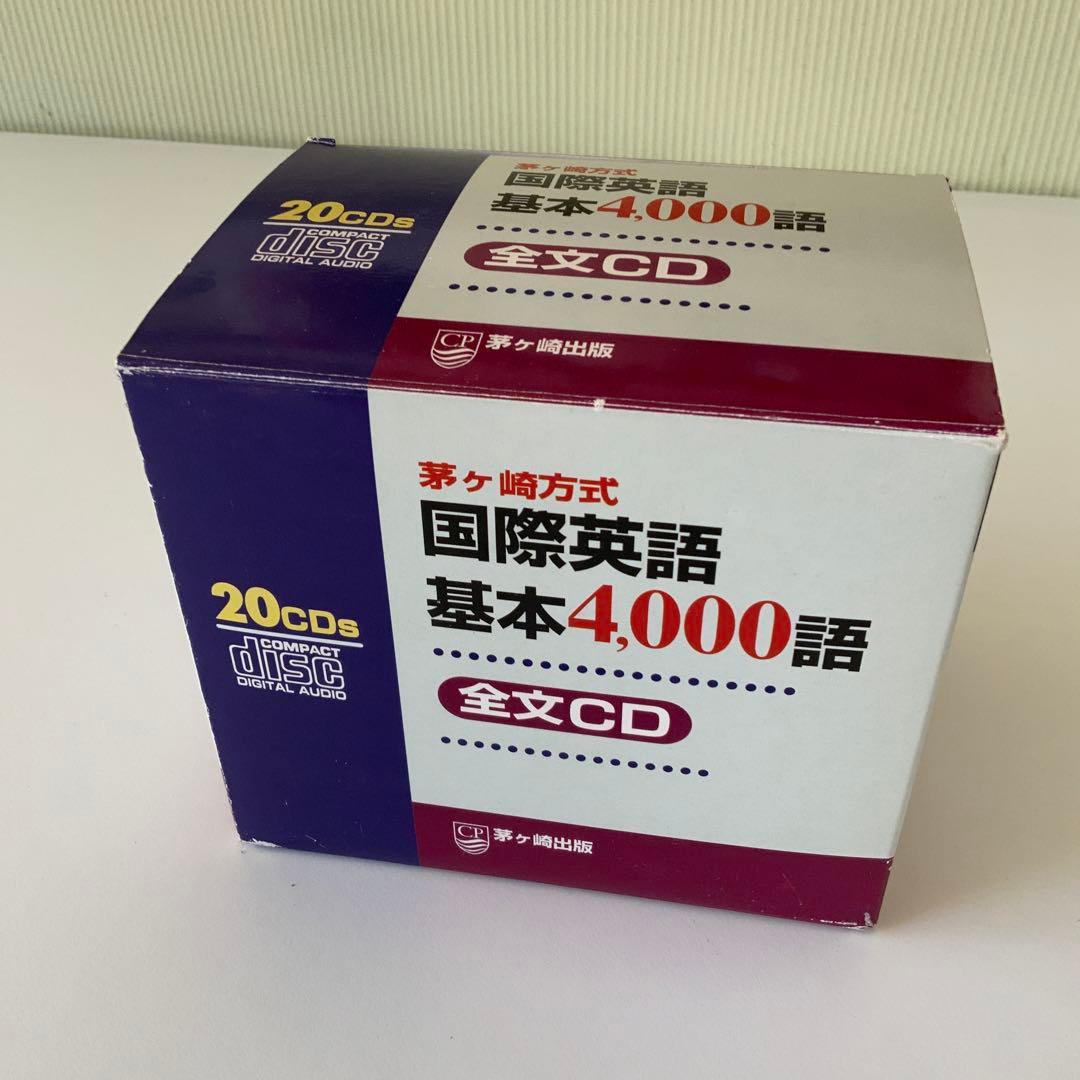 茅ヶ崎方式
国際英語
基本4,000語
全文CD
20CDs
COMPACT
disc
DIGITAL AUDIO
CP 茅ヶ崎出版
茅ヶ崎方式
国際英語
基本4,000語
全文CD
20CDs
COMPACT
disc
DIGITAL AUDIO
CP 茅ヶ崎出版